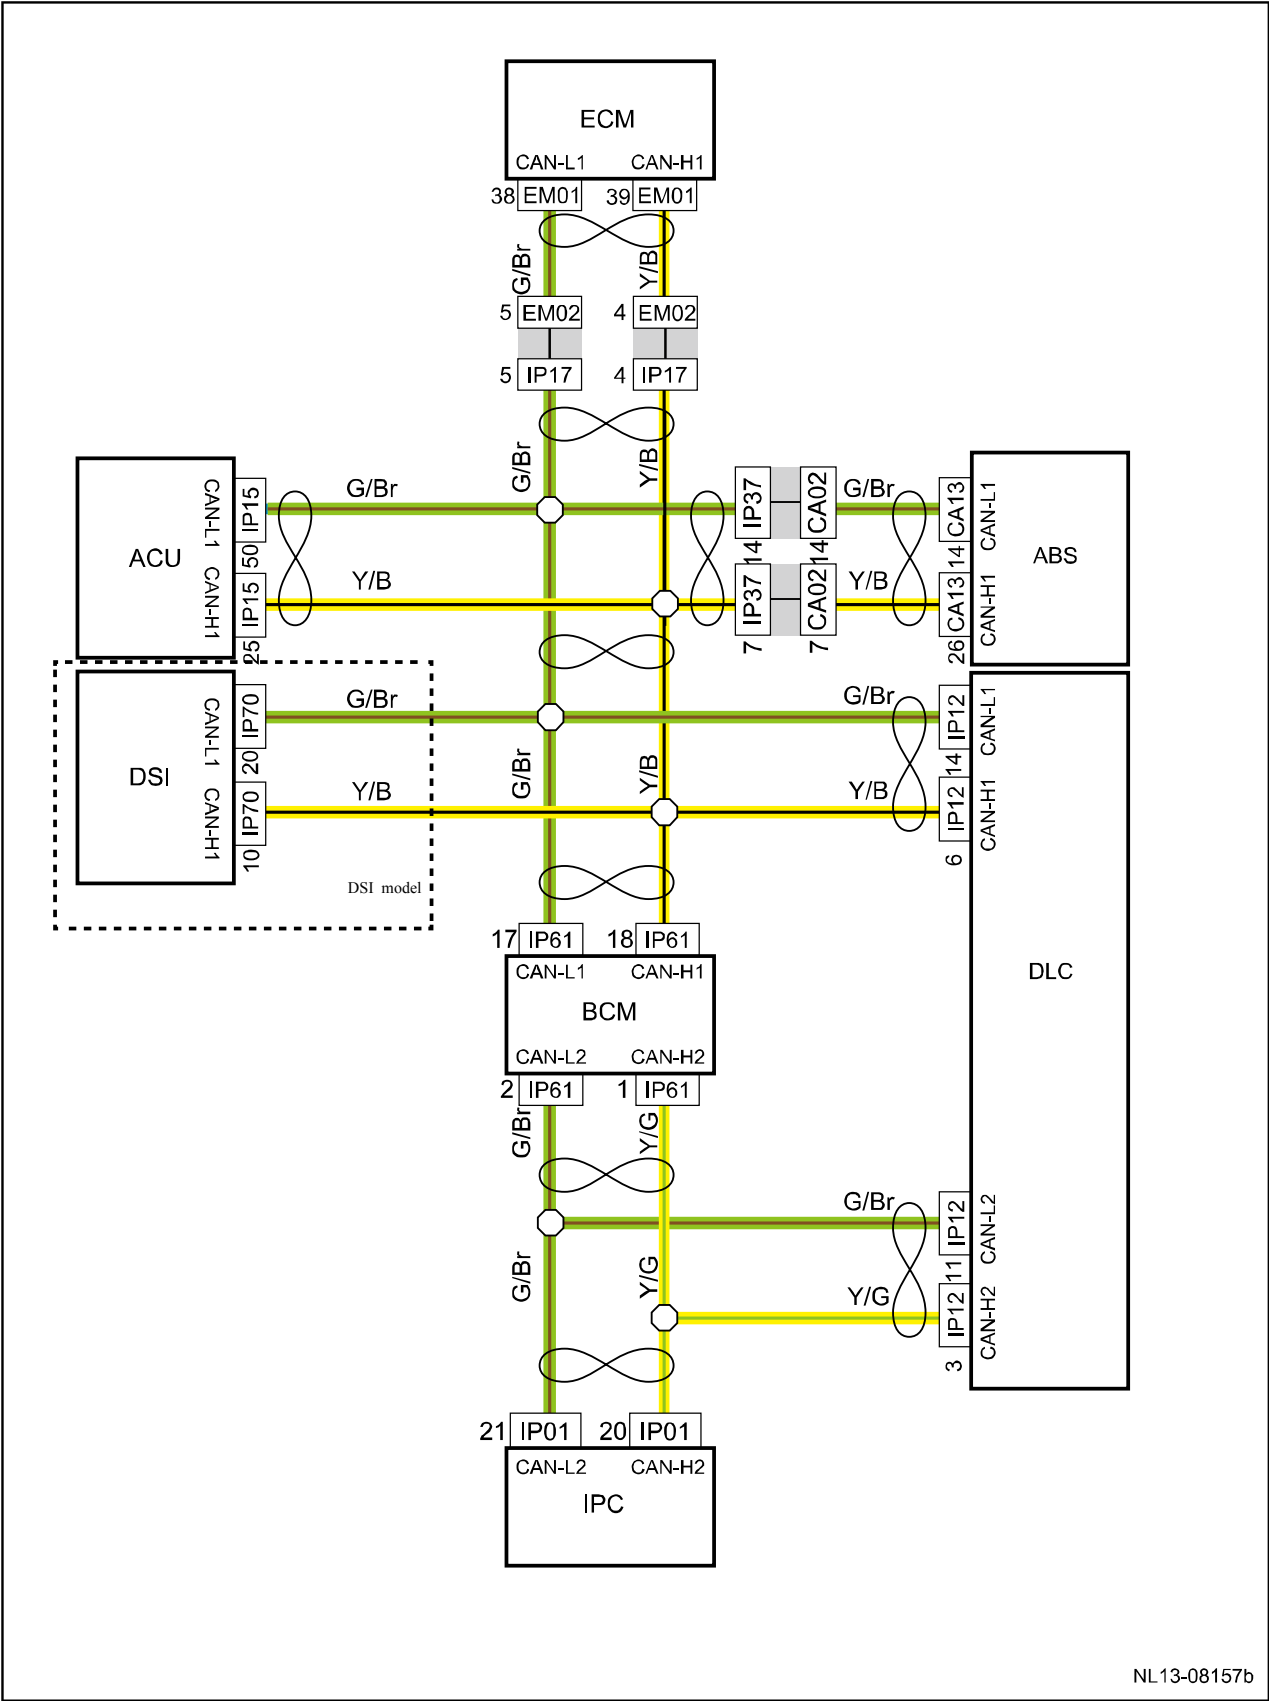 ECM
CAN-L1 CAN-H1
38 EM01 39 EM01
G/Br Y/B
5 EM02 4 EM02
5 IP17 4 IP17
G/Br Y/B
ACU
CAN-L1 IP15 50 G/Br
CAN-H1 IP15 25 Y/B
IP37 14 CA02 14 G/Br CA13 14 CAN-L1
IP37 7 CA02 7 Y/B CA13 26 CAN-H1
ABS
DSI
CAN-L1 IP70 20 G/Br
CAN-H1 IP70 10 Y/B
DSI model
G/Br Y/B
G/Br IP12 14 CAN-L1
Y/B IP12 6 CAN-H1
DLC
17 IP61 18 IP61
CAN-L1 CAN-H1
BCM
CAN-L2 CAN-H2
2 IP61 1 IP61
G/Br Y/G
G/Br IP12 11 CAN-L2
G/Br Y/G
Y/G IP12 3 CAN-H2
21 IP01 20 IP01
CAN-L2 CAN-H2
IPC
NL13-08157b